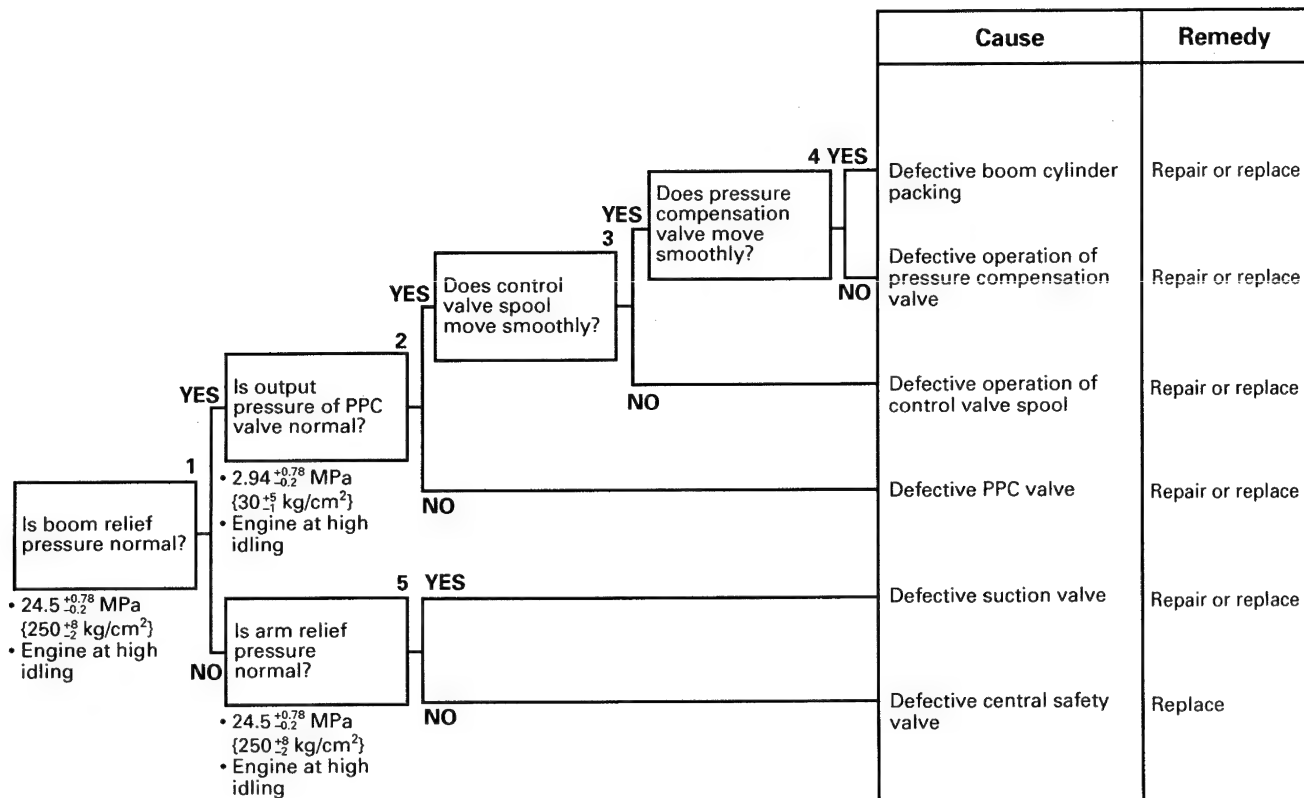 Cause
Remedy
4 YES
Defective boom cylinder
packing
Repair or replace
Does pressure
compensation
valve move
smoothly?
YES
3
Defective operation of
pressure compensation
valve
Repair or replace
NO
Does control
valve spool
move smoothly?
YES
2
Defective operation of
control valve spool
Repair or replace
NO
Is output
pressure of PPC
valve normal?
YES
• 2.94 +0.78 -0.2 MPa
{30 +5 -1 kg/cm²}
• Engine at high
idling
1
NO
Defective PPC valve
Repair or replace
Is boom relief
pressure normal?
• 24.5 +0.78 -0.2 MPa
{250 +8 -2 kg/cm²}
• Engine at high
idling
5 YES
Defective suction valve
Repair or replace
Is arm relief
pressure
normal?
NO
• 24.5 +0.78 -0.2 MPa
{250 +8 -2 kg/cm²}
• Engine at high
idling
NO
Defective central safety
valve
Replace